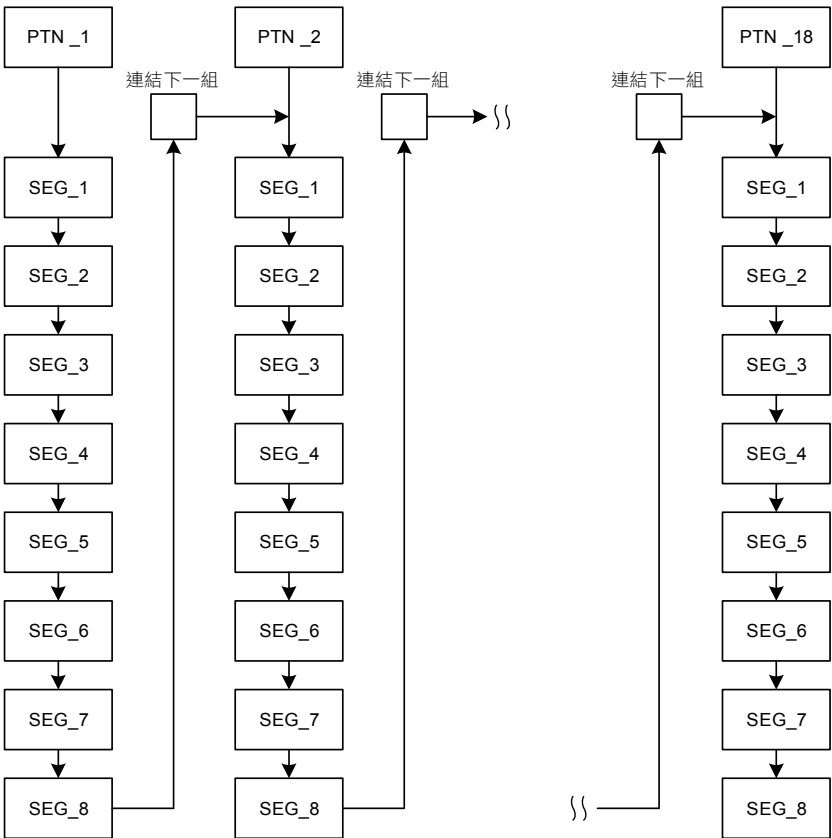 PTN _1
PTN _2
PTN _18
連結下一組
連結下一組
連結下一組
SEG_1
SEG_1
SEG_1
SEG_2
SEG_2
SEG_2
SEG_3
SEG_3
SEG_3
SEG_4
SEG_4
SEG_4
SEG_5
SEG_5
SEG_5
SEG_6
SEG_6
SEG_6
SEG_7
SEG_7
SEG_7
SEG_8
SEG_8
SEG_8